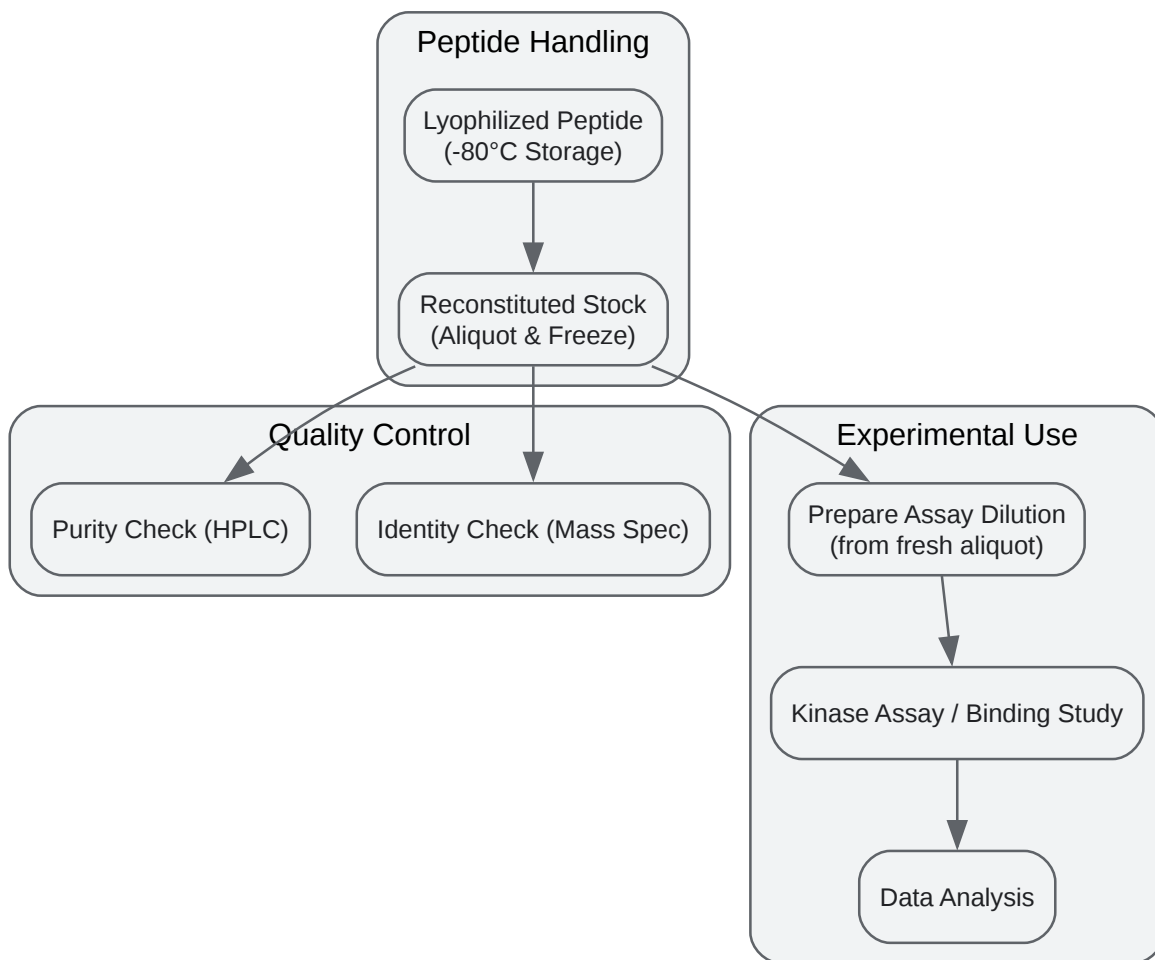 Peptide Handling
Lyophilized Peptide
(-80°C Storage)
Reconstituted Stock
(Aliquot & Freeze)
Quality Control
Purity Check (HPLC)
Identity Check (Mass Spec)
Experimental Use
Prepare Assay Dilution
(from fresh aliquot)
Kinase Assay / Binding Study
Data Analysis